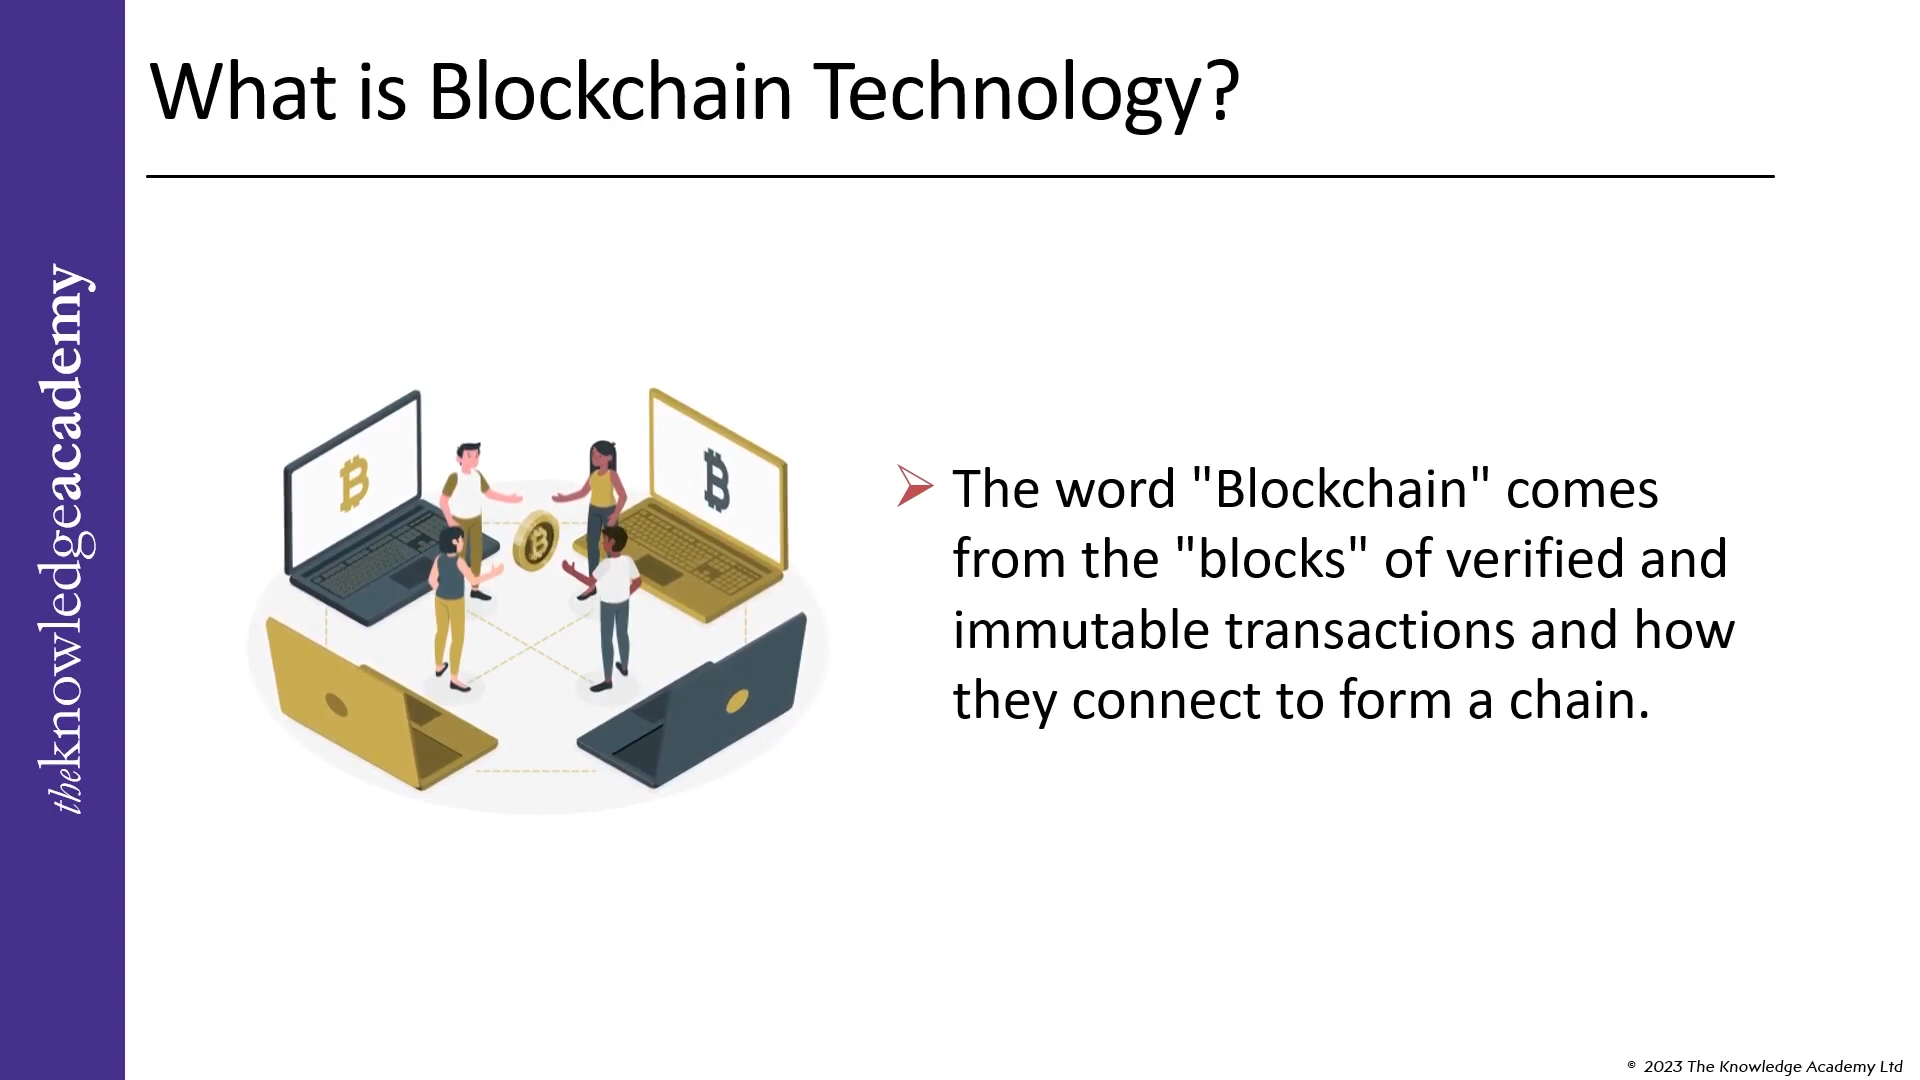 What is Blockchain Technology?
theknowledgeacademy
The word "Blockchain" comes
from the "blocks" of verified and
immutable transactions and how
they connect to form a chain.
© 2023 The Knowledge Academy Ltd